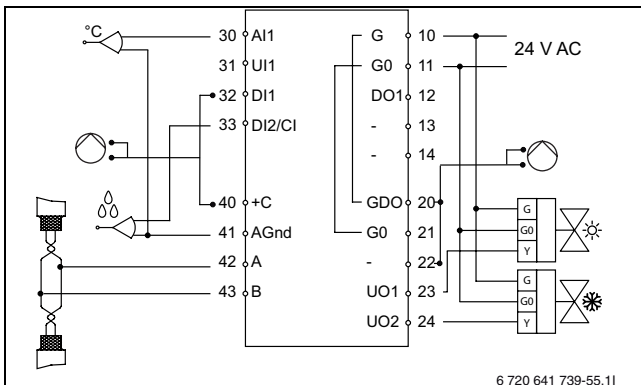 °C
30 AI1 G 10
31 UI1 G0 11 24 V AC
32 DI1 DO1 12
33 DI2/CI - 13
- 14
40 +C GDO 20
41 AGnd G0 21
42 A - 22
43 B UO1 23
UO2 24
G
G0
Y
G
G0
Y
6 720 641 739-55.1I